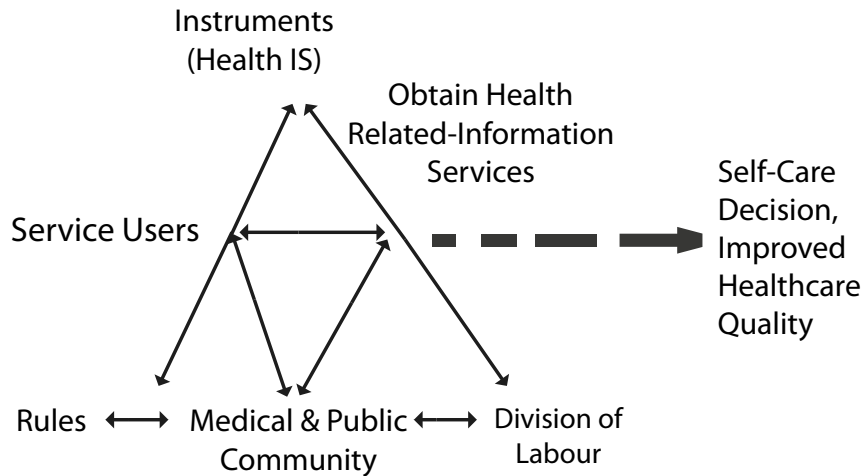 Instruments
(Health IS)
Obtain Health
Related-Information
Services
Self-Care
Decision,
Improved
Healthcare
Quality
Service Users
Rules
Medical & Public
Community
Division of
Labour